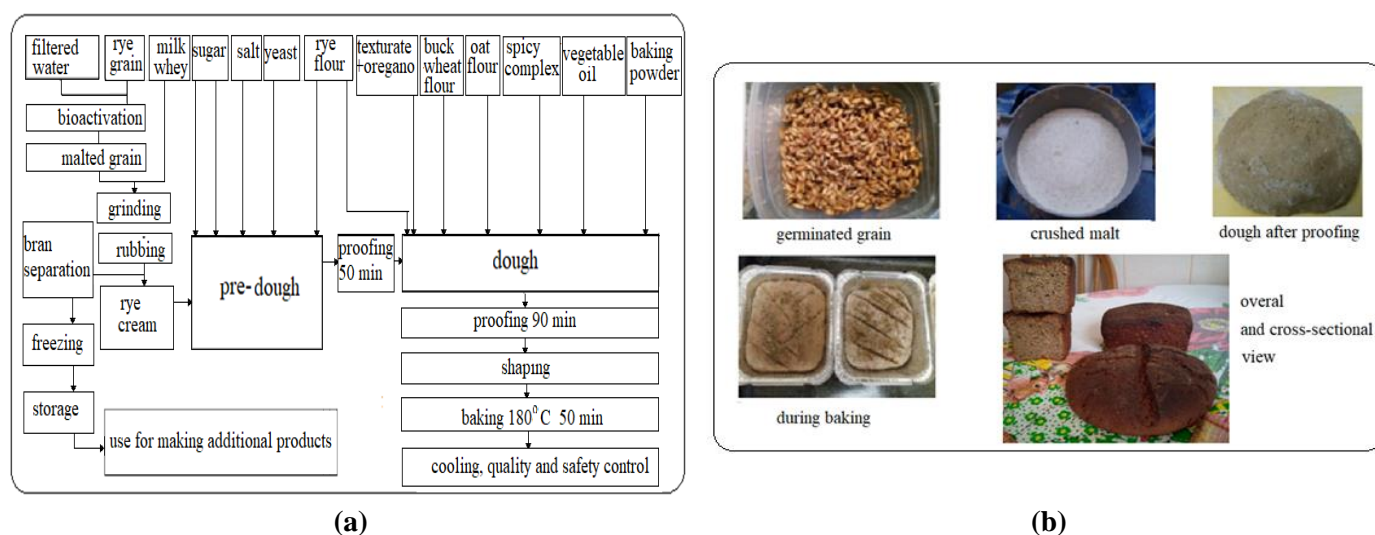 filtered
water
rye
grain
milk
whey
sugar
salt
yeast
rye
flour
texturate
+oregano
buck
wheat
flour
oat
flour
spicy
complex
vegetable
oil
baking
powder
bioactivation
malted grain
grinding
bran
separation
rubbing
rye
cream
pre-dough
proofing
50 min
dough
freezing
storage
use for making additional products
proofing 90 min
shaping
baking 180⁰C 50 min
cooling, quality and safety control
(a)
germinated grain
crushed malt
dough after proofing
during baking
overal
and cross-sectional
view
(b)